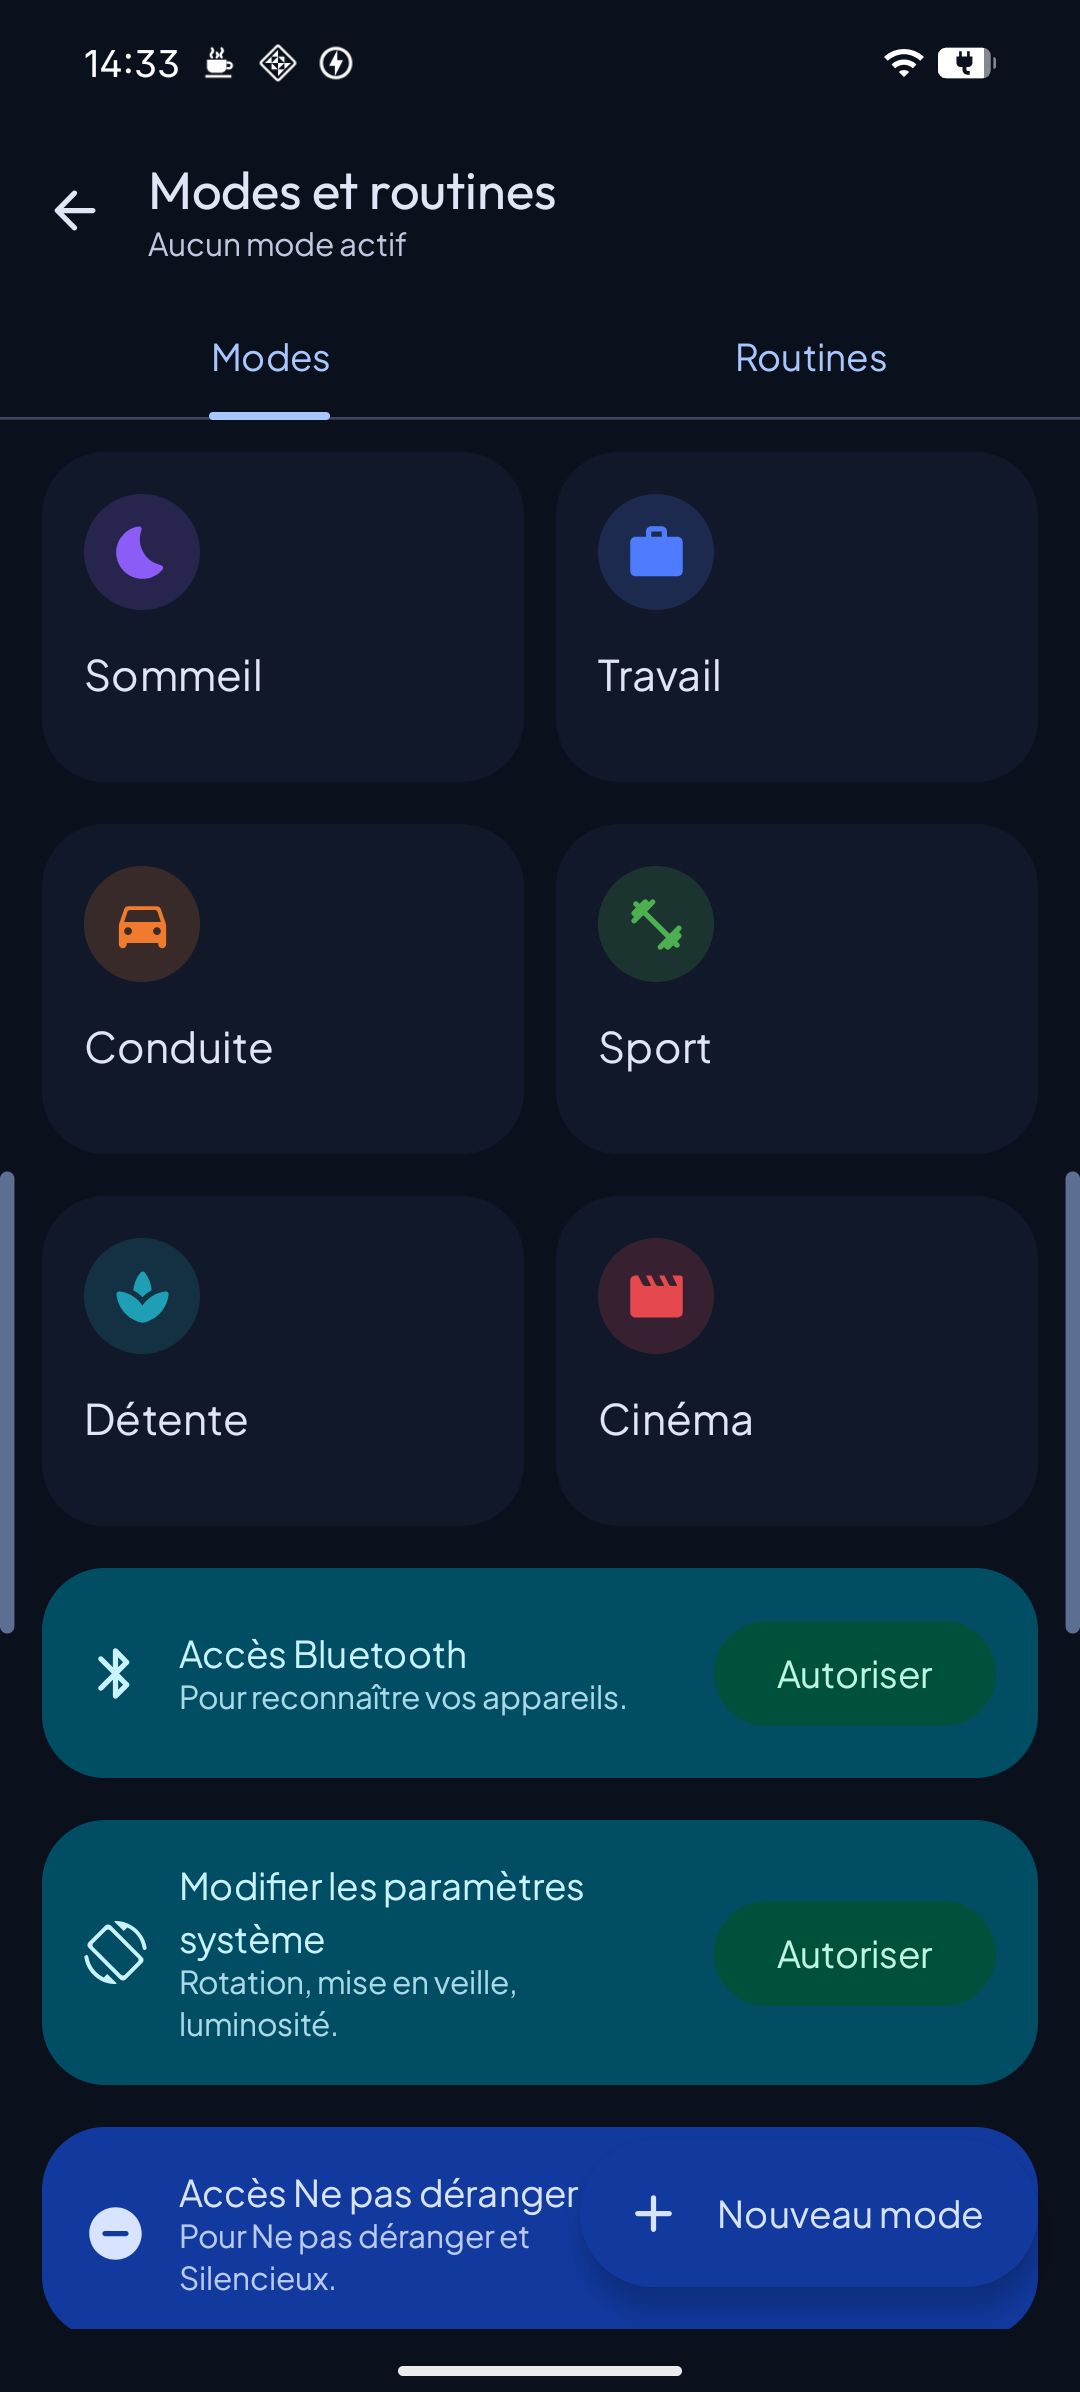 14:33
Modes et routines
Aucun mode actif
Modes
Routines
Sommeil
Travail
Conduite
Sport
Détente
Cinéma
Accès Bluetooth
Pour reconnaître vos appareils.
Autoriser
Modifier les paramètres
système
Rotation, mise en veille,
luminosité.
Autoriser
Accès Ne pas déranger
Pour Ne pas déranger et
Silencieux.
Nouveau mode